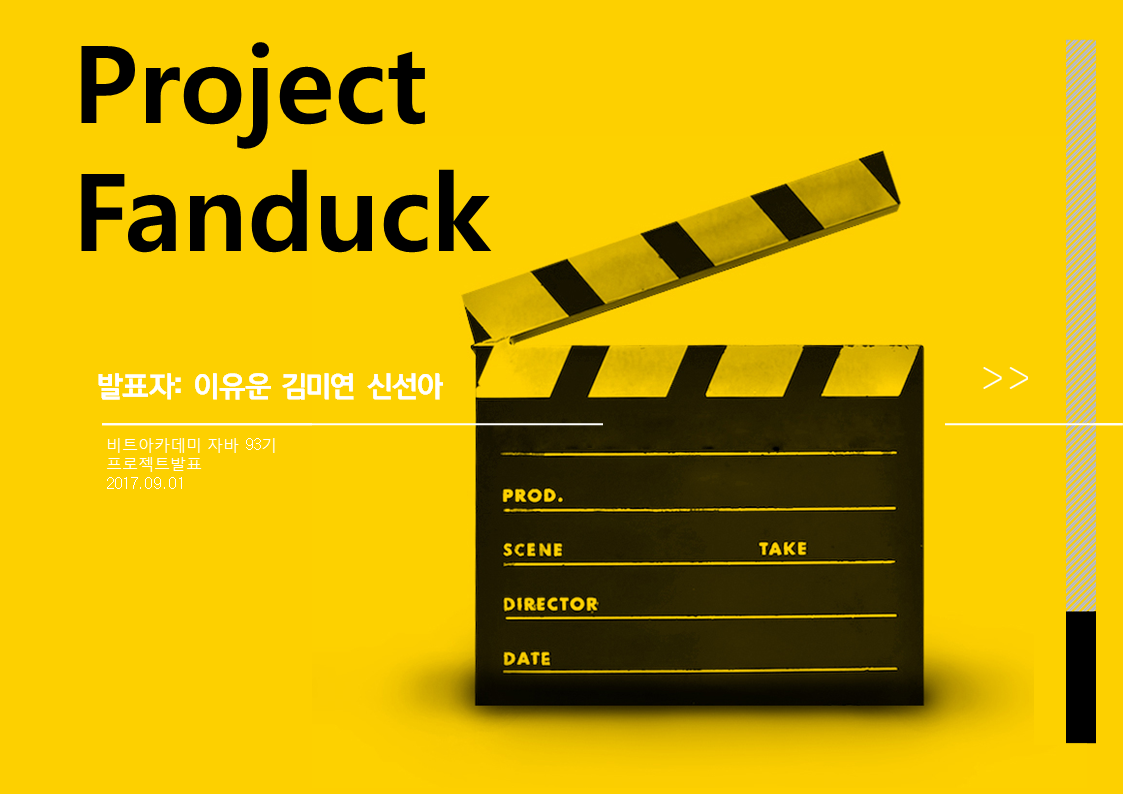 Project
Fanduck
발표자: 이유운 김미연 신선아
>>
비트아카데미 자바 93기
프로젝트발표
2017.09.01
PROD.
SCENE TAKE
DIRECTOR
DATE